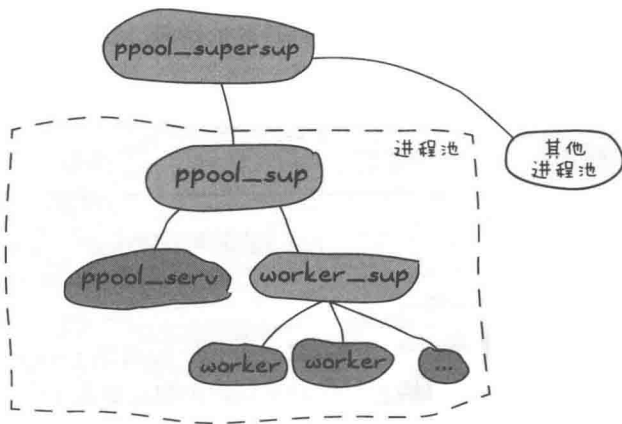 ppool_supersup
进程池
其他
进程池
ppool_sup
ppool_serv
worker_sup
worker
worker
...